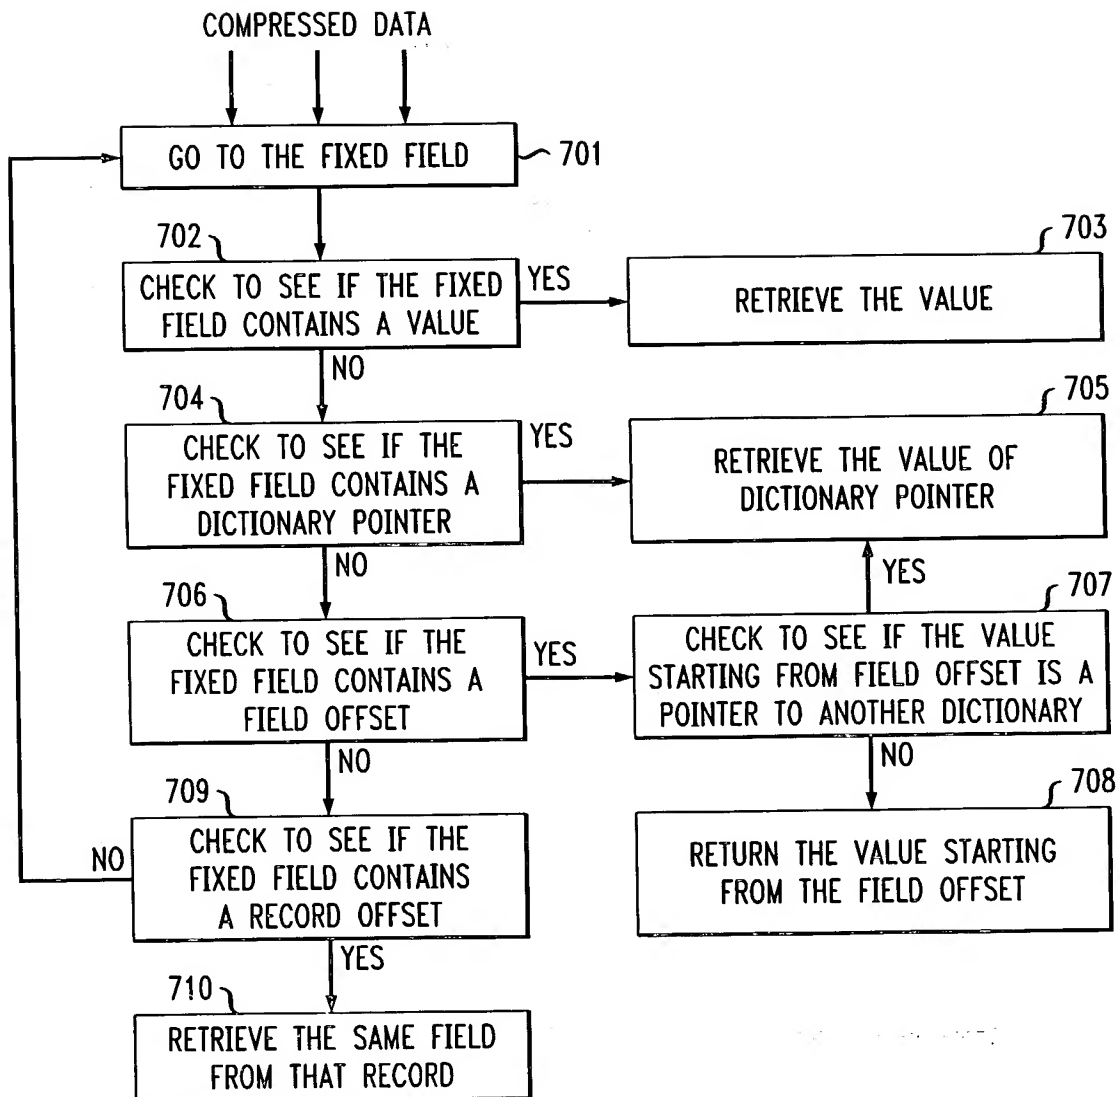 COMPRESSED DATA
GO TO THE FIXED FIELD
701
702
CHECK TO SEE IF THE FIXED
FIELD CONTAINS A VALUE
YES
703
RETRIEVE THE VALUE
NO
704
CHECK TO SEE IF THE
FIXED FIELD CONTAINS A
DICTIONARY POINTER
YES
705
RETRIEVE THE VALUE OF
DICTIONARY POINTER
NO
YES
706
CHECK TO SEE IF THE
FIXED FIELD CONTAINS A
FIELD OFFSET
YES
707
CHECK TO SEE IF THE VALUE
STARTING FROM FIELD OFFSET IS A
POINTER TO ANOTHER DICTIONARY
NO
NO
709
CHECK TO SEE IF THE
FIXED FIELD CONTAINS
A RECORD OFFSET
NO
708
RETURN THE VALUE STARTING
FROM THE FIELD OFFSET
YES
710
RETRIEVE THE SAME FIELD
FROM THAT RECORD